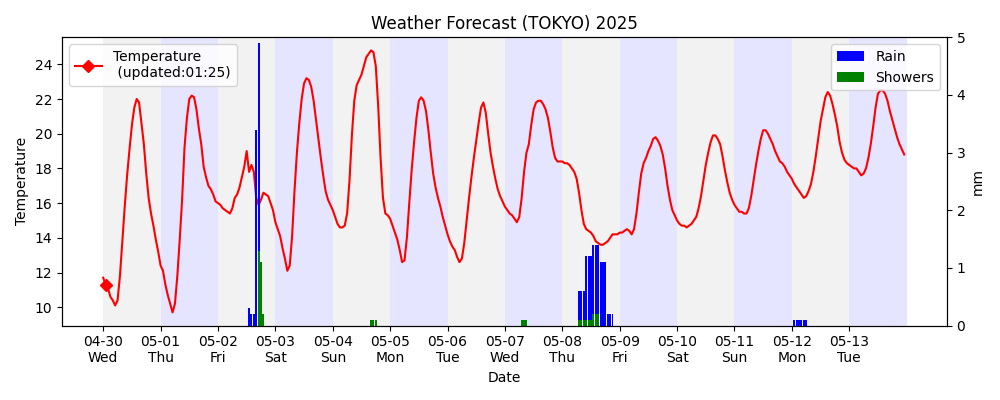 Weather Forecast (TOKYO) 2025
Temperature
(updated:01:25)
Rain
Showers
Temperature
24
22
20
18
16
14
12
10
5
4
3
2
1
0
mm
04-30 05-01 05-02 05-03 05-04 05-05 05-06 05-07 05-08 05-09 05-10 05-11 05-12 05-13
Wed Thu Fri Sat Sun Mon Tue Wed Thu Fri Sat Sun Mon Tue
Date